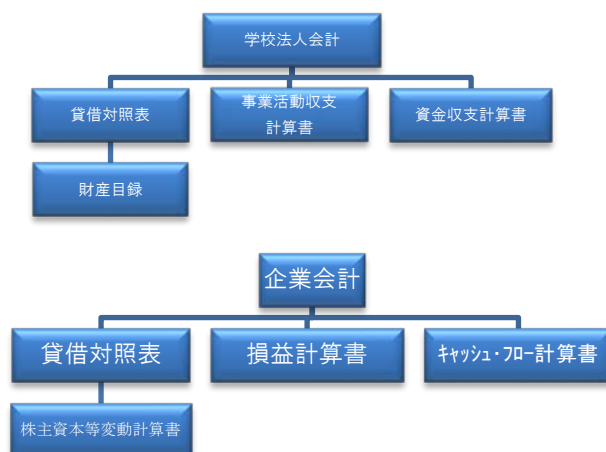 学校法人会計
貸借対照表
事業活動収支
計算書
資金収支計算書
財産目録
企業会計
貸借対照表
損益計算書
ｷｬｯｼｭ・ﾌﾛｰ計算書
株主資本等変動計算書